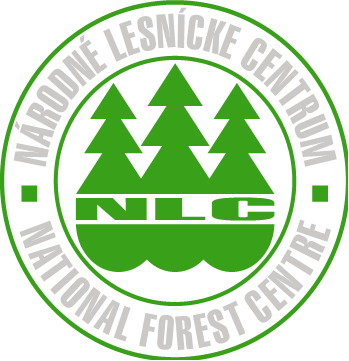 NÁRODNÉ LESNÍCKE CENTRUM
NLC
NATIONAL FOREST CENTRE